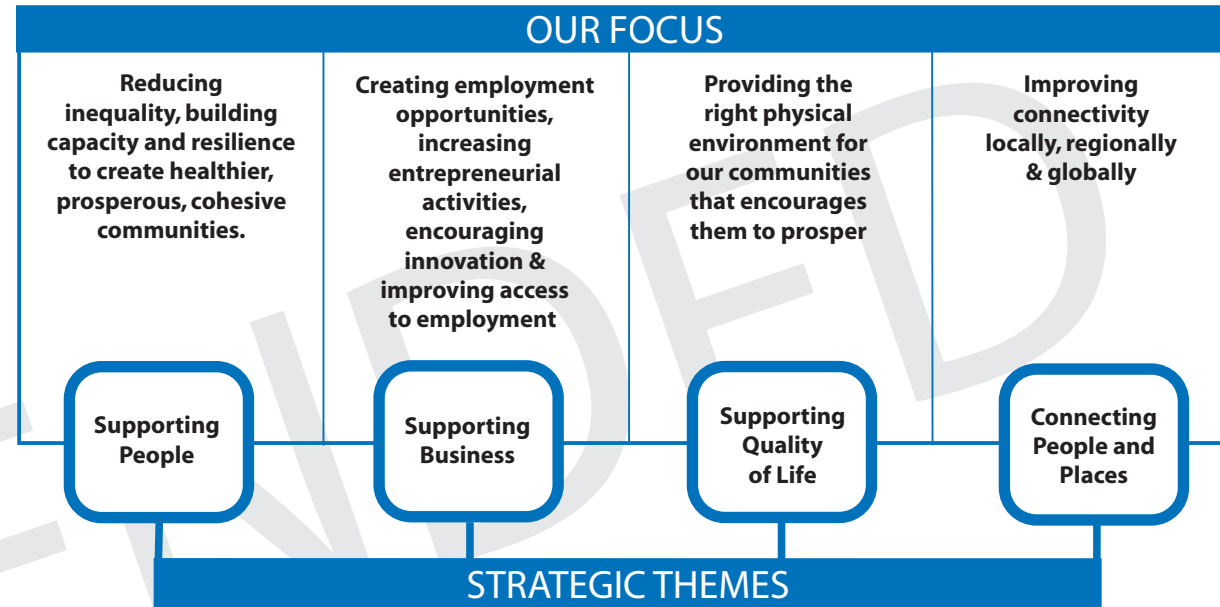 OUR FOCUS
Reducing
inequality, building
capacity and resilience
to create healthier,
prosperous, cohesive
communities.
Creating employment
opportunities,
increasing
entrepreneurial
activities,
encouraging
innovation &
improving access
to employment
Providing the
right physical
environment for
our communities
that encourages
them to prosper
Improving
connectivity
locally, regionally
& globally
Supporting
People
Supporting
Business
Supporting
Quality
of Life
Connecting
People and
Places
STRATEGIC THEMES